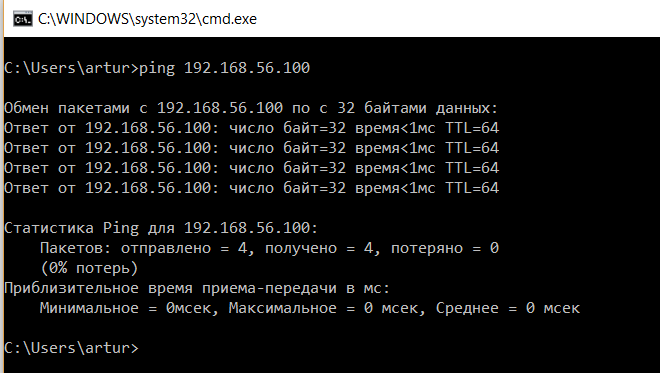 C:\WINDOWS\system32\cmd.exe
C:\Users\artur>ping 192.168.56.100
Обмен пакетами с 192.168.56.100 по с 32 байтами данных:
Ответ от 192.168.56.100: число байт=32 время<1мс TTL=64
Ответ от 192.168.56.100: число байт=32 время<1мс TTL=64
Ответ от 192.168.56.100: число байт=32 время<1мс TTL=64
Ответ от 192.168.56.100: число байт=32 время<1мс TTL=64
Статистика Ping для 192.168.56.100:
    Пакетов: отправлено = 4, получено = 4, потеряно = 0
    (0% потерь)
Приблизительное время приема-передачи в мс:
    Минимальное = 0мсек, Максимальное = 0 мсек, Среднее = 0 мсек
C:\Users\artur>